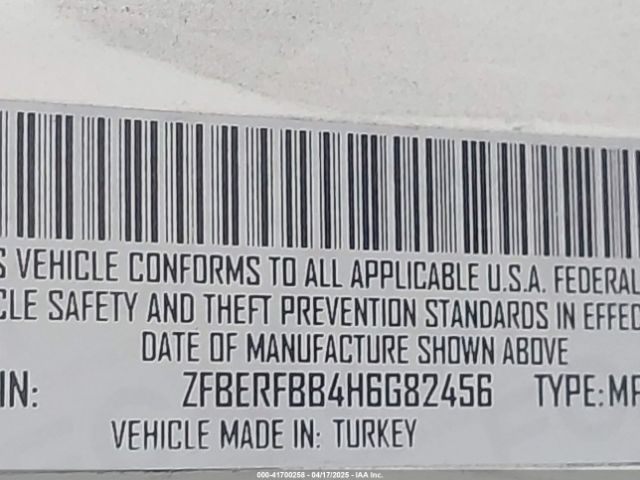 S VEHICLE CONFORMS TO ALL APPLICABLE U.S.A. FEDERAL
CLE SAFETY AND THEFT PREVENTION STANDARDS IN EFFEC
DATE OF MANUFACTURE SHOWN ABOVE
IN: ZFBERFBB4H6G82456 TYPE:MP
VEHICLE MADE IN: TURKEY
000-41700258 - 04/17/2025 - IAA Inc.